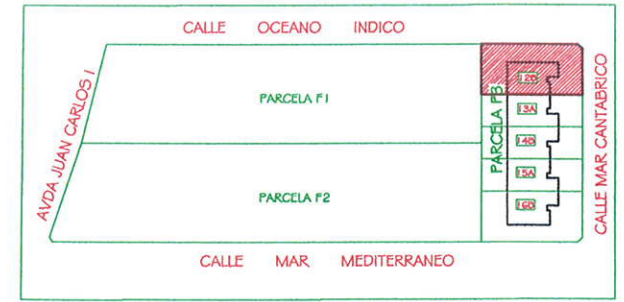 CALLE OCEANO INDICO
AVDA JUAN CARLOS I
PARCELA F1
PARCELA F3
12B
13A
14B
15A
16B
CALLE MAR CANTABRICO
PARCELA F2
CALLE MAR MEDITERRANEO